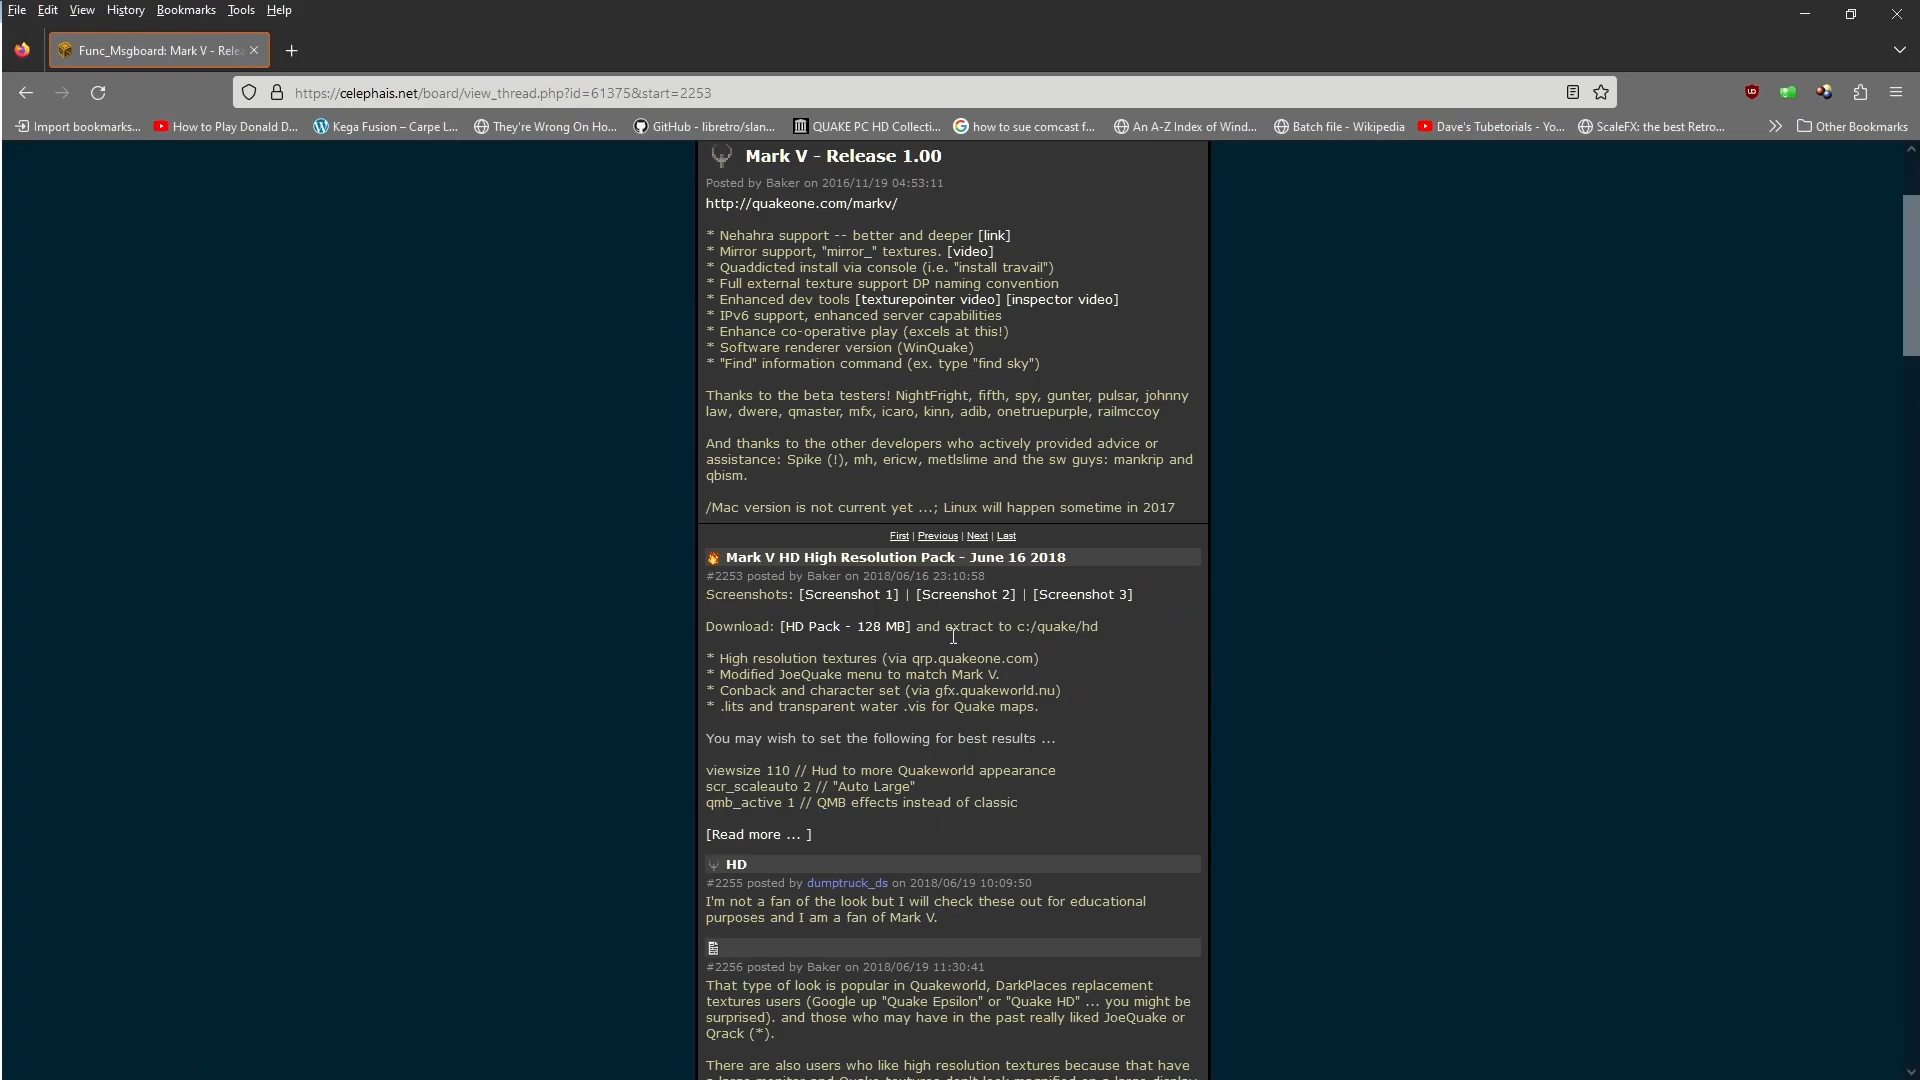 File Edit View History Bookmarks Tools Help
Func_Msgboard: Mark V - Relea
https://celephais.net/board/view_thread.php?id=61375&start=2253
Import bookmarks... How to Play Donald D... Kega Fusion – Carpe L... They're Wrong On Ho... GitHub - libretro/slan... QUAKE PC HD Collecti... how to sue comcast f... An A-Z Index of Wind... Batch file - Wikipedia Dave's Tubetorials - Yo... ScaleFX: the best Retro... Other Bookmarks
Mark V - Release 1.00
Posted by Baker on 2016/11/19 04:53:11
http://quakeone.com/markv/
* Nehahra support -- better and deeper [link]
* Mirror support, "mirror_" textures. [video]
* Quaddicted install via console (i.e. "install travail")
* Full external texture support DP naming convention
* Enhanced dev tools [texturepointer video] [inspector video]
* IPv6 support, enhanced server capabilities
* Enhance co-operative play (excels at this!)
* Software renderer version (WinQuake)
* "Find" information command (ex. type "find sky")
Thanks to the beta testers! NightFright, fifth, spy, gunter, pulsar, johnny
law, dwere, qmaster, mfx, icaro, kinn, adib, onetruepurple, railmccoy
And thanks to the other developers who actively provided advice or
assistance: Spike (!), mh, ericw, metlslime and the sw guys: mankrip and
qbism.
/Mac version is not current yet ...; Linux will happen sometime in 2017
First | Previous | Next | Last
Mark V HD High Resolution Pack - June 16 2018
#2253 posted by Baker on 2018/06/16 23:10:58
Screenshots: [Screenshot 1] | [Screenshot 2] | [Screenshot 3]
Download: [HD Pack - 128 MB] and extract to c:/quake/hd
* High resolution textures (via qrp.quakeone.com)
* Modified JoeQuake menu to match Mark V.
* Conback and character set (via gfx.quakeworld.nu)
* .lits and transparent water .vis for Quake maps.
You may wish to set the following for best results ...
viewsize 110 // Hud to more Quakeworld appearance
scr_scaleauto 2 // "Auto Large"
qmb_active 1 // QMB effects instead of classic
[Read more ... ]
HD
#2255 posted by dumptruck_ds on 2018/06/19 10:09:50
I'm not a fan of the look but I will check these out for educational
purposes and I am a fan of Mark V.
#2256 posted by Baker on 2018/06/19 11:30:41
That type of look is popular in Quakeworld, DarkPlaces replacement
textures users (Google up "Quake Epsilon" or "Quake HD" ... you might be
surprised). and those who may have in the past really liked JoeQuake or
Qrack (*).
There are also users who like high resolution textures because that have